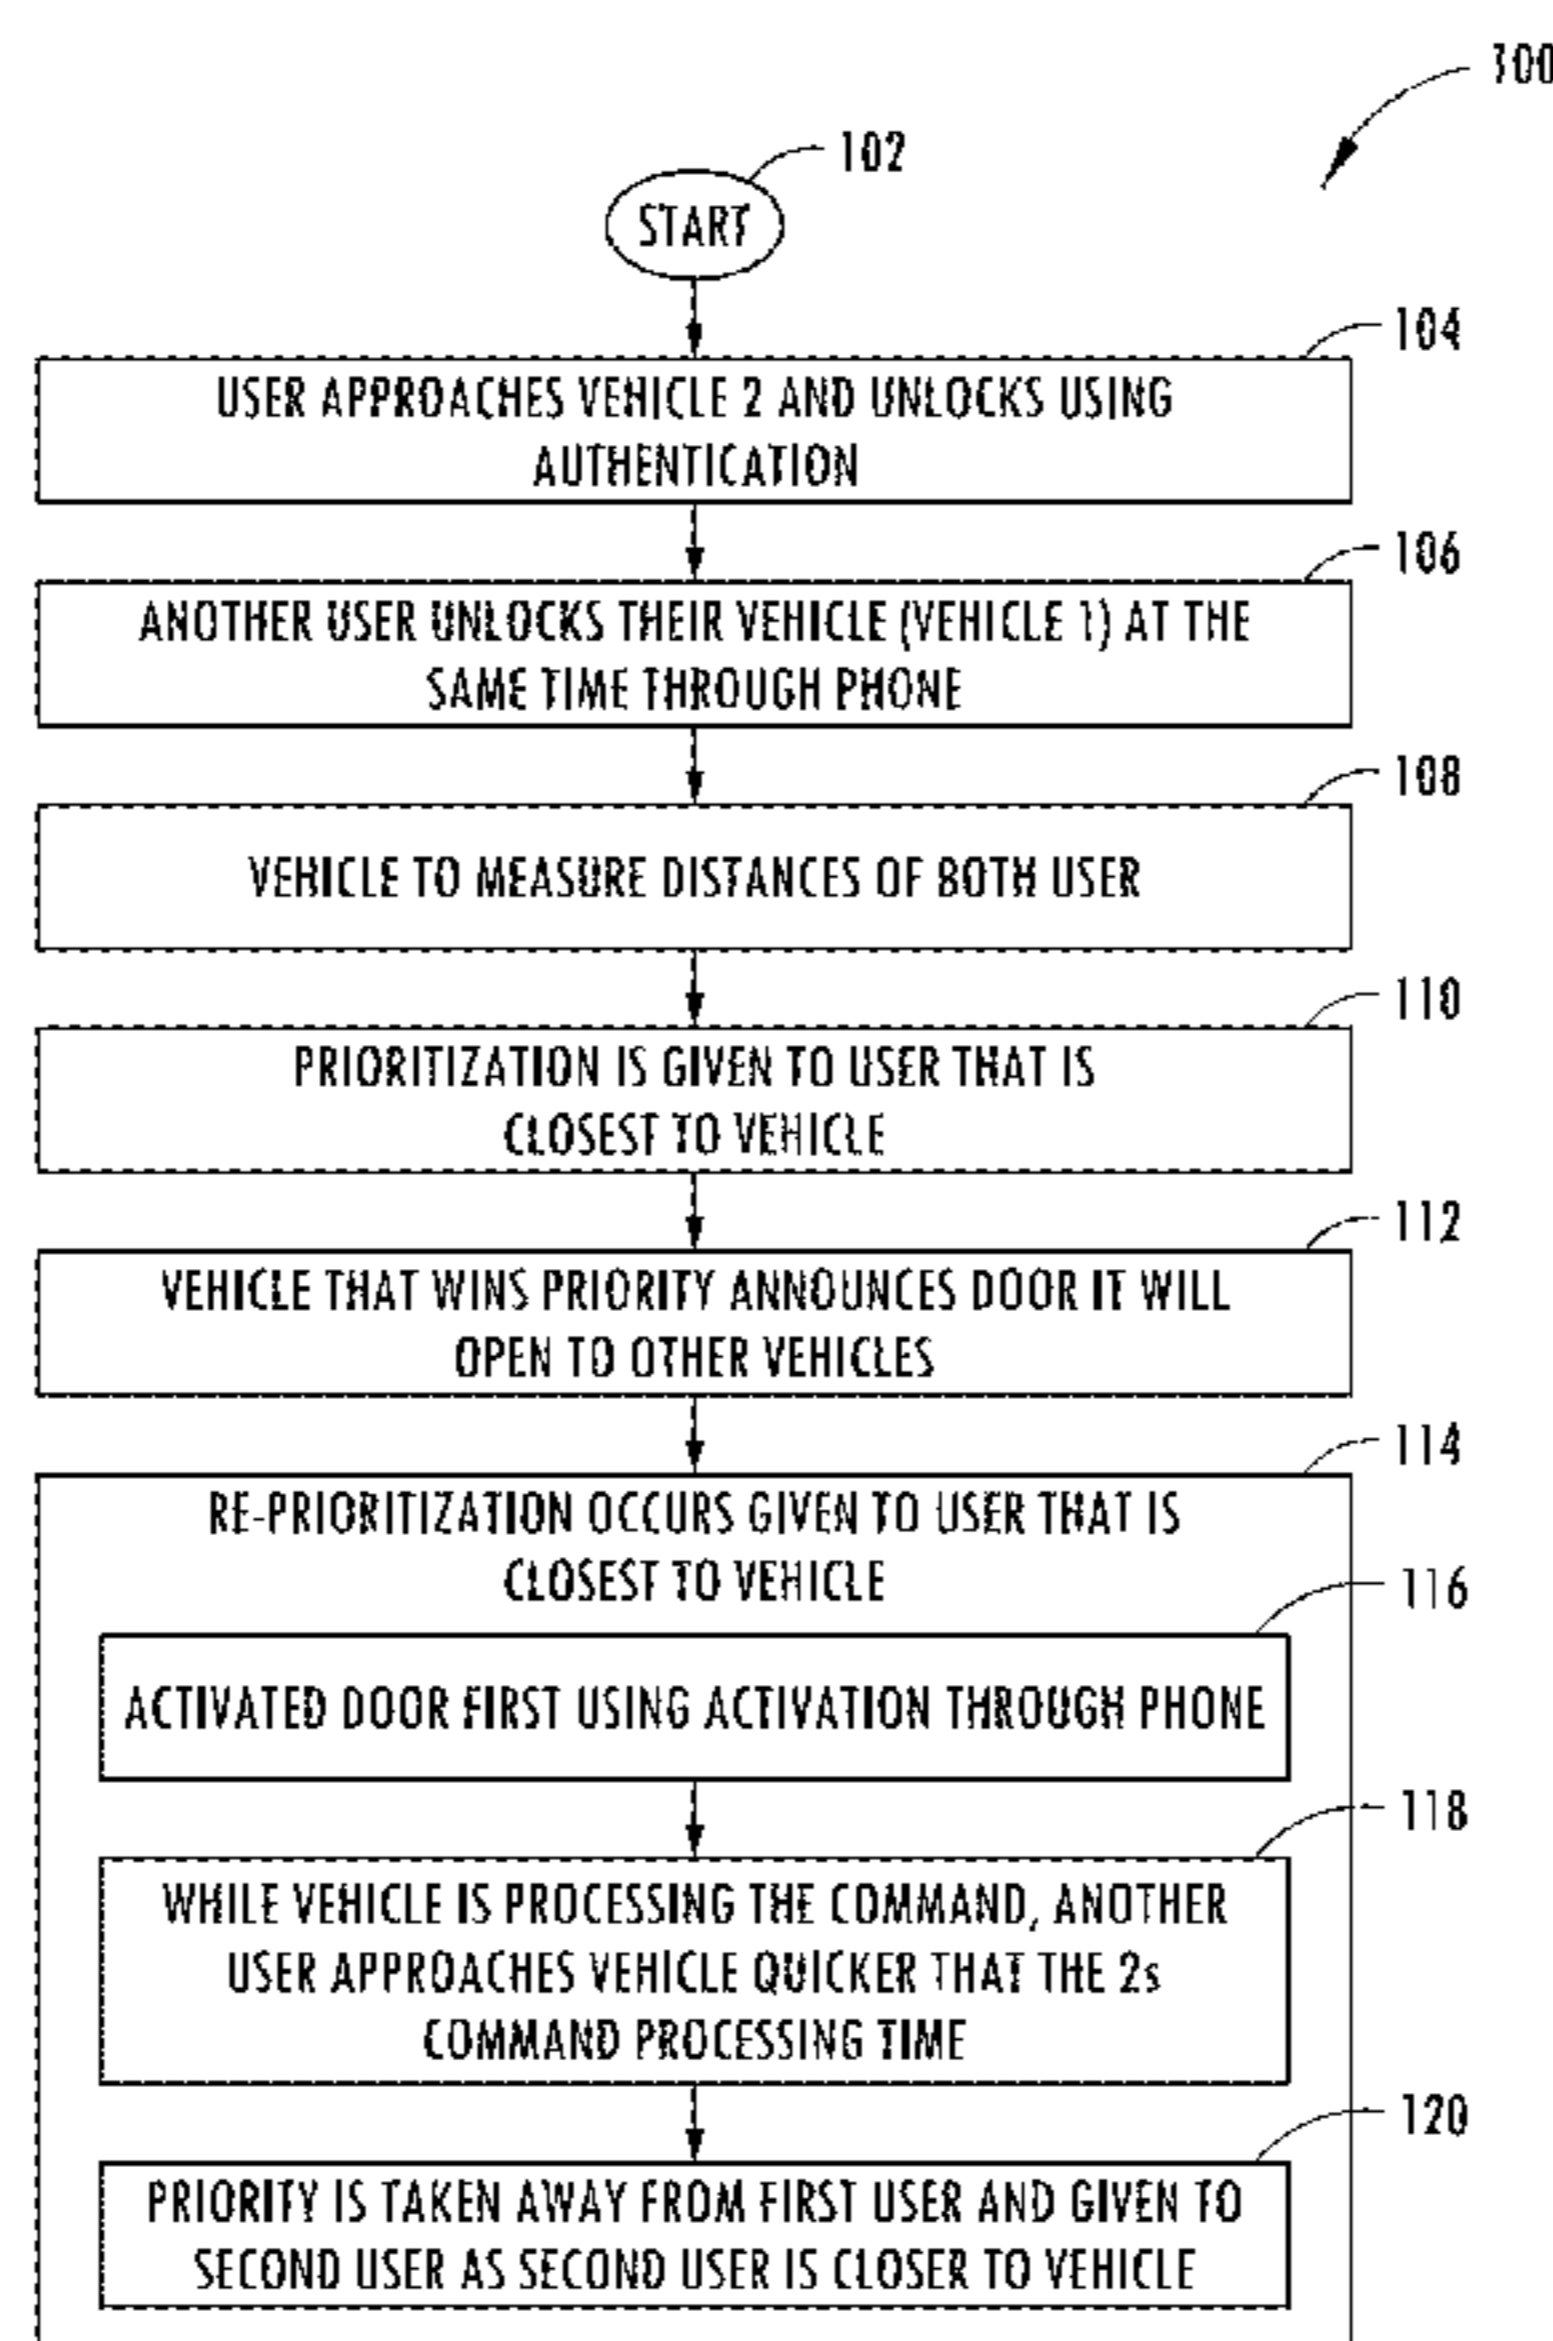 300
102
START
104
USER APPROACHES VEHICLE 2 AND UNLOCKS USING
AUTHENTICATION
106
ANOTHER USER UNLOCKS THEIR VEHICLE (VEHICLE 1) AT THE
SAME TIME THROUGH PHONE
108
VEHICLE TO MEASURE DISTANCES OF BOTH USER
110
PRIORITIZATION IS GIVEN TO USER THAT IS
CLOSEST TO VEHICLE
112
VEHICLE THAT WINS PRIORITY ANNOUNCES DOOR IT WILL
OPEN TO OTHER VEHICLES
114
RE-PRIORITIZATION OCCURS GIVEN TO USER THAT IS
CLOSEST TO VEHICLE
116
ACTIVATED DOOR FIRST USING ACTIVATION THROUGH PHONE
118
WHILE VEHICLE IS PROCESSING THE COMMAND, ANOTHER
USER APPROACHES VEHICLE QUICKER THAT THE 2s
COMMAND PROCESSING TIME
120
PRIORITY IS TAKEN AWAY FROM FIRST USER AND GIVEN TO
SECOND USER AS SECOND USER IS CLOSER TO VEHICLE